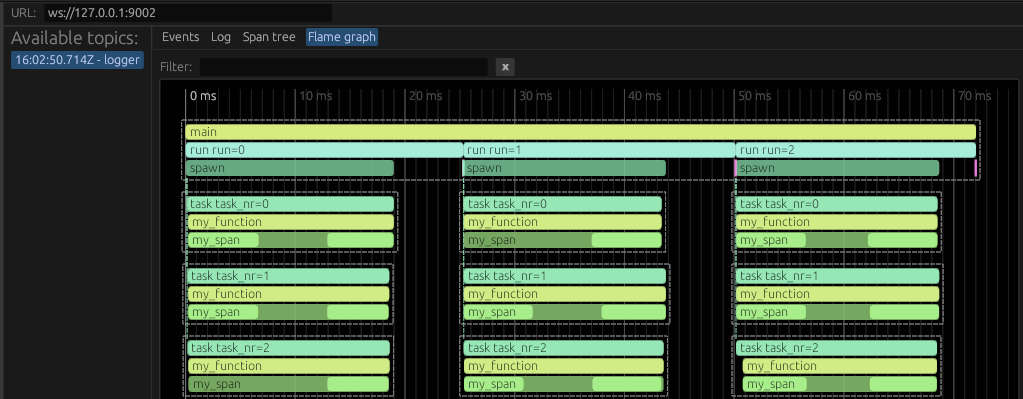 URL: ws://127.0.0.1:9002
Available topics:
16:02:50.714Z - logger
Events Log Span tree Flame graph
Filter: x
0 ms 10 ms 20 ms 30 ms 40 ms 50 ms 60 ms 70 ms
main
run run=0 run run=1 run run=2
spawn spawn spawn
task task_nr=0 task task_nr=0 task task_nr=0
my_function my_function my_function
my_span my_span my_span
task task_nr=1 task task_nr=1 task task_nr=1
my_function my_function my_function
my_span my_span my_span
task task_nr=2 task task_nr=2 task task_nr=2
my_function my_function my_function
my_span my_span my_span